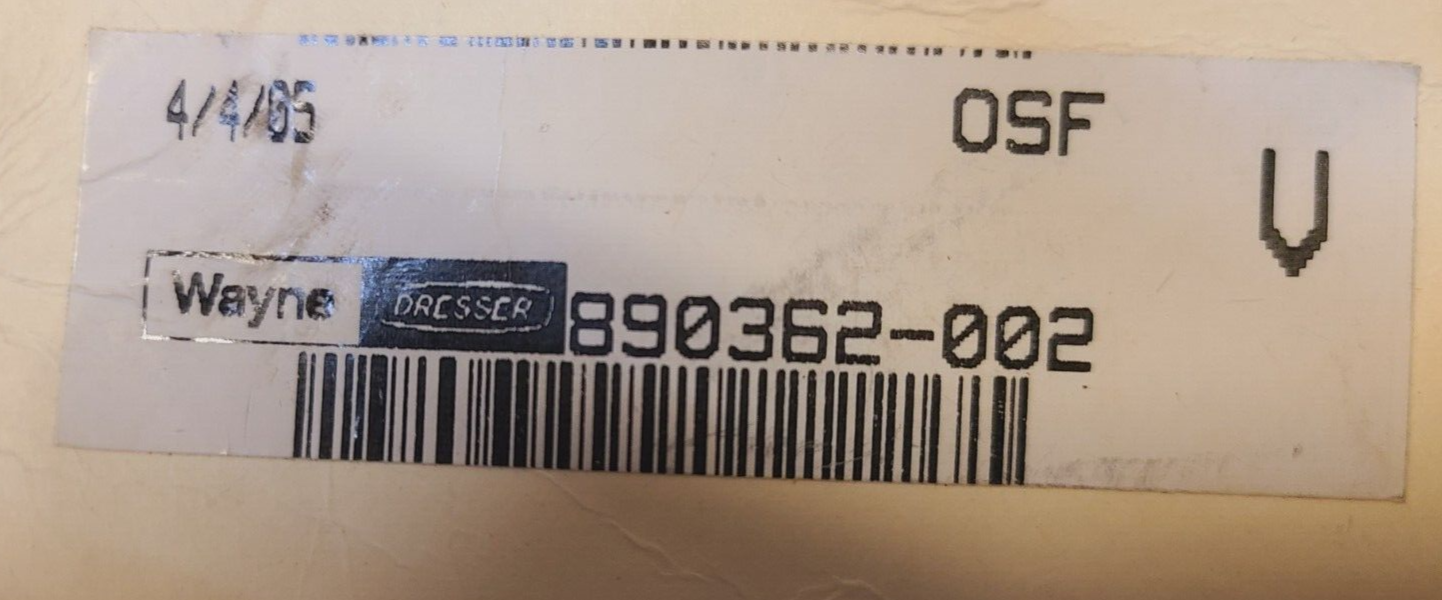 4/4/05 OSF
V
Wayne DRESSER 890362-002